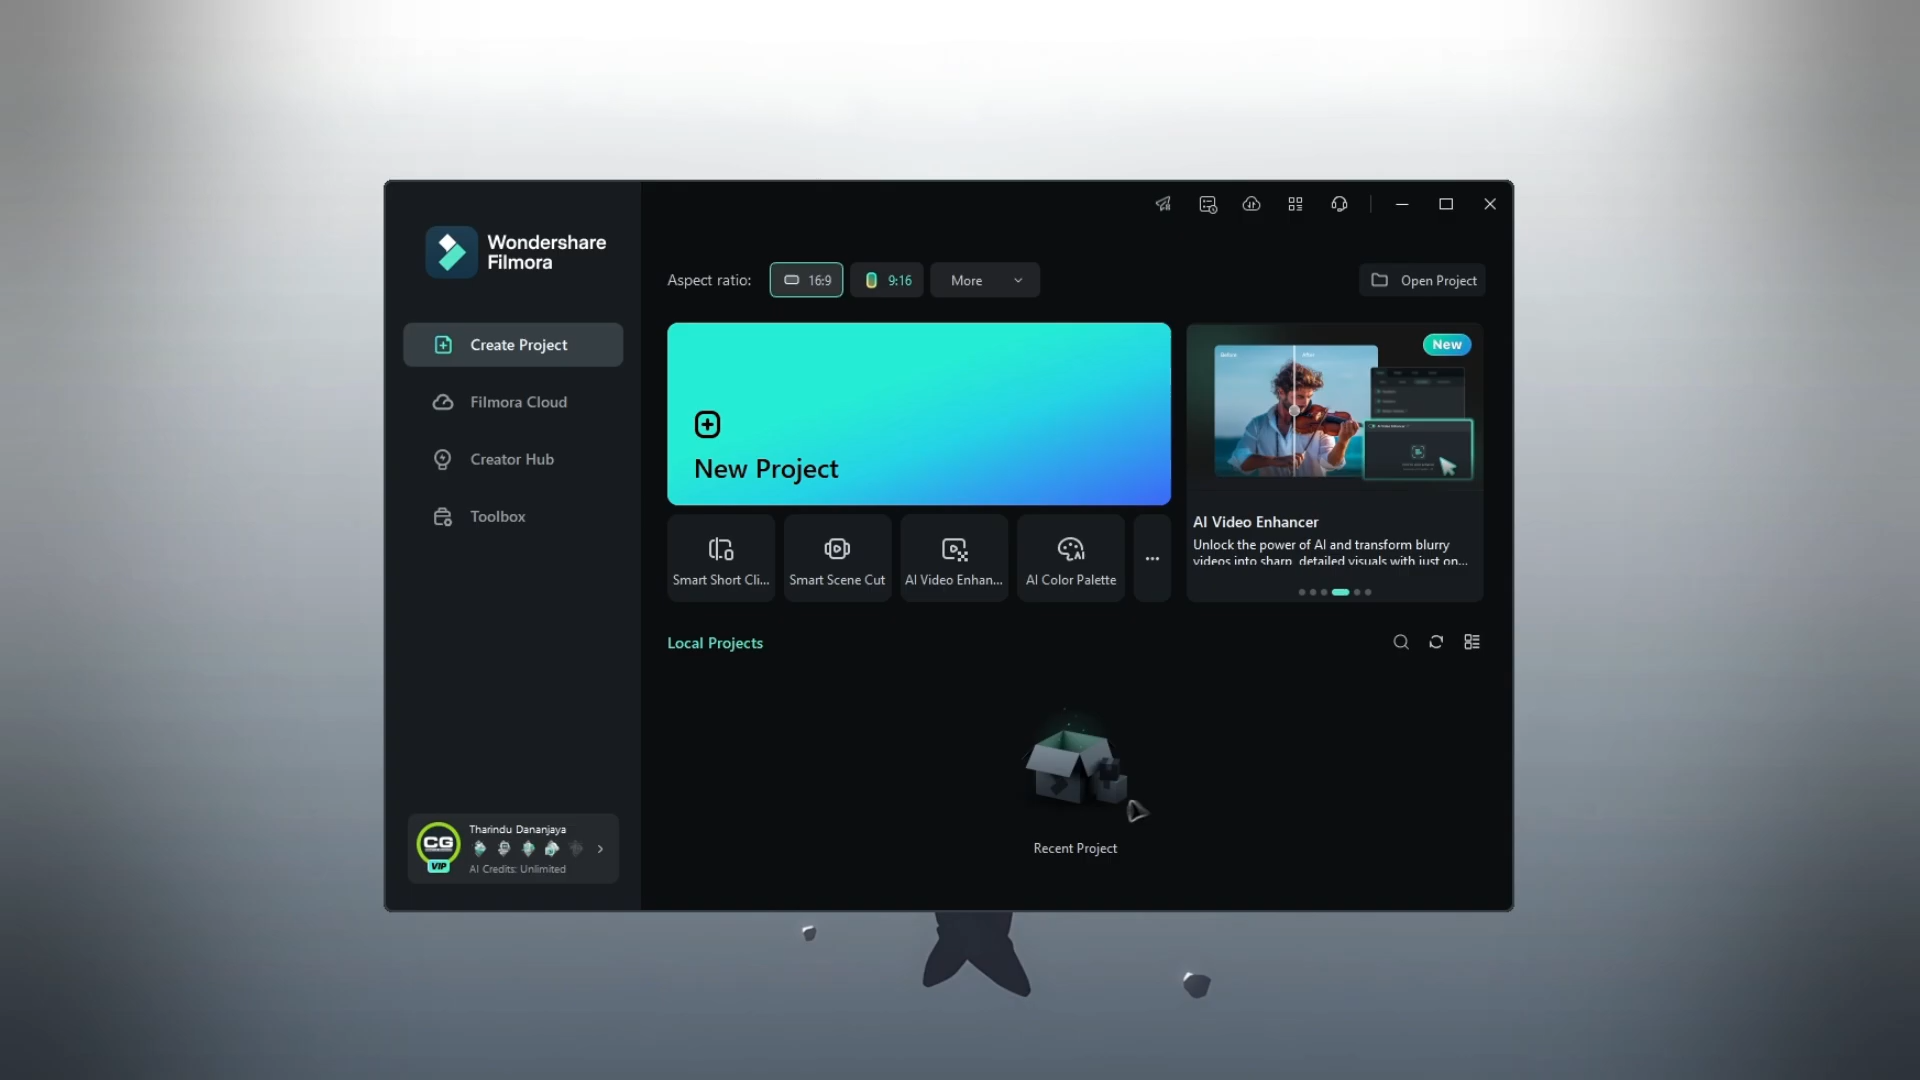 Wondershare
Filmora
Aspect ratio:
16:9
9:16
More
Open Project
Create Project
Filmora Cloud
Creator Hub
Toolbox
New Project
New
Before
After
AI Video Enhancer
Unlock the power of AI and transform blurry
videos into sharp, detailed visuals with just on...
Smart Short Cli...
Smart Scene Cut
AI Video Enhan...
AI Color Palette
...
Local Projects
Recent Project
CG
VIP
Tharindu Dananjaya
AI Credits: Unlimited